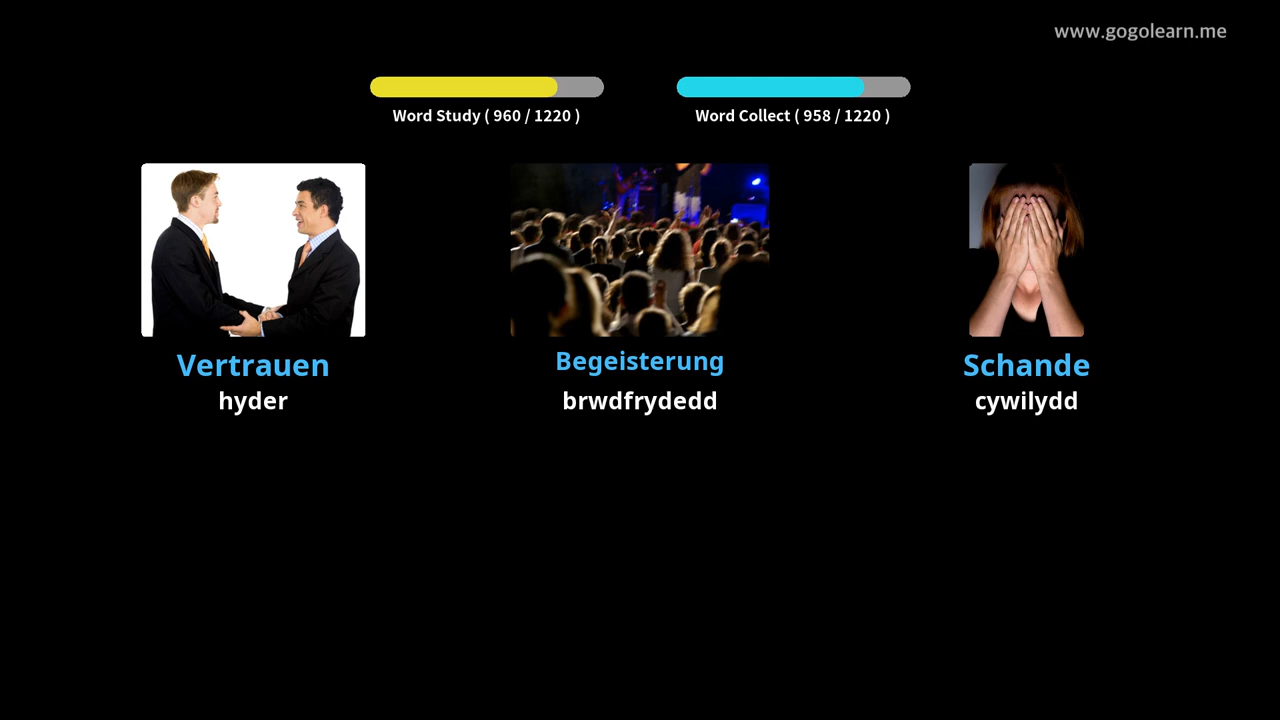 www.gogolearn.me
Word Study ( 960 / 1220 )
Word Collect ( 958 / 1220 )
Vertrauen
hyder
Begeisterung
brwdfrydedd
Schande
cywilydd